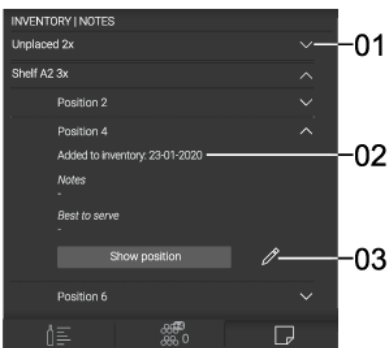 INVENTORY | NOTES
Unplaced 2x
01
Shelf A2 3x
Position 2
Position 4
Added to inventory: 23-01-2020
02
Notes
-
Best to serve
-
Show position
03
Position 6
0